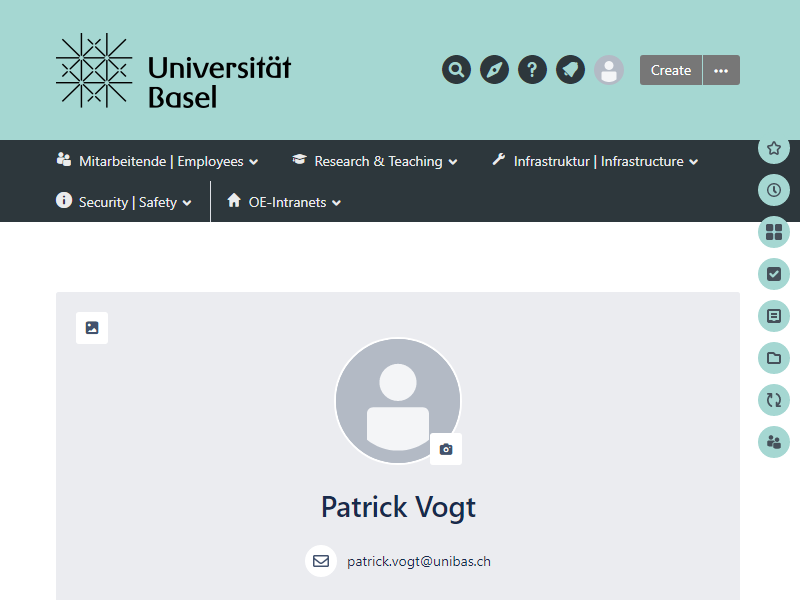 Universität
Basel
Create
Mitarbeitende | Employees
Research & Teaching
Infrastruktur | Infrastructure
Security | Safety
OE-Intranets
Patrick Vogt
patrick.vogt@unibas.ch